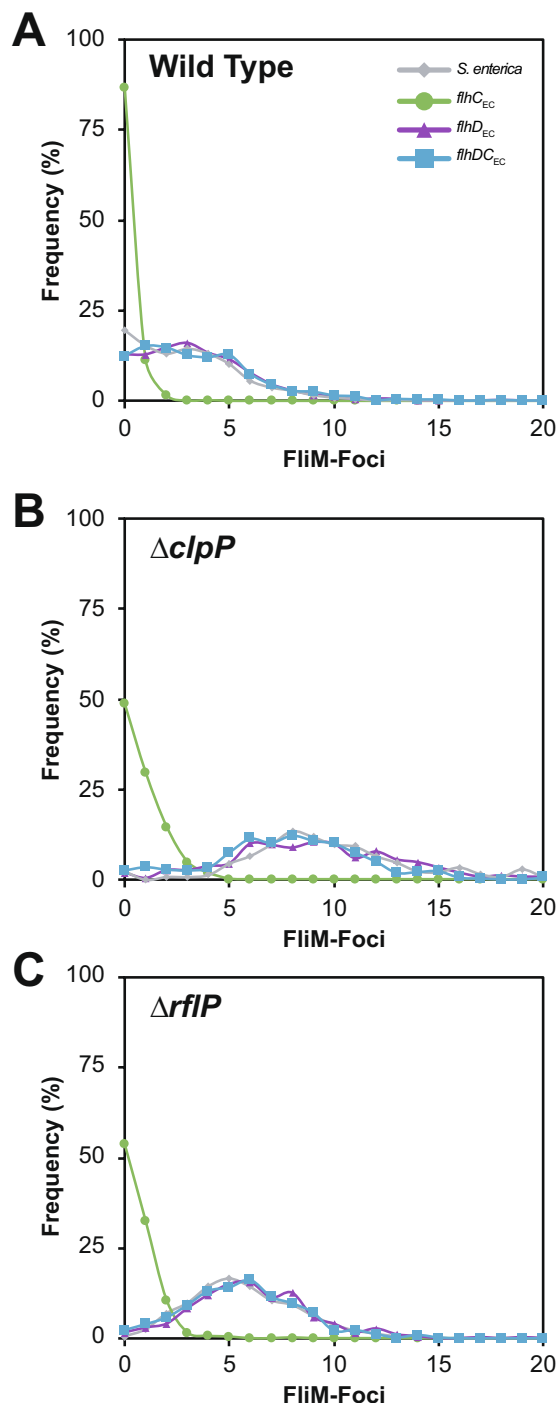 A
Wild Type
100
75
50
25
0
Frequency (%)
S. enterica
flhC_EC
flhD_EC
flhDC_EC
0 5 10 15 20
FliM-Foci
B
ΔclpP
100
75
50
25
0
Frequency (%)
0 5 10 15 20
FliM-Foci
C
ΔrflP
100
75
50
25
0
Frequency (%)
0 5 10 15 20
FliM-Foci